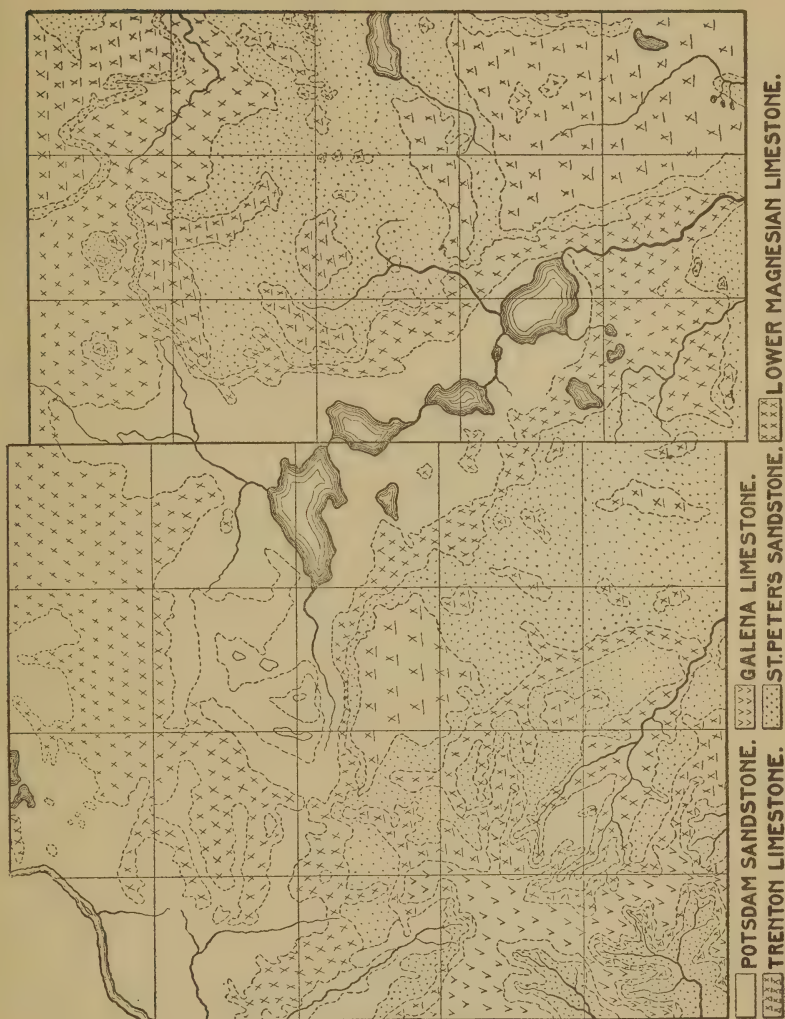 POTSDAM SANDSTONE.
GALENA LIMESTONE.
TRENTON LIMESTONE.
ST.PETER'S SANDSTONE.
LOWER MAGNESIAN LIMESTONE.